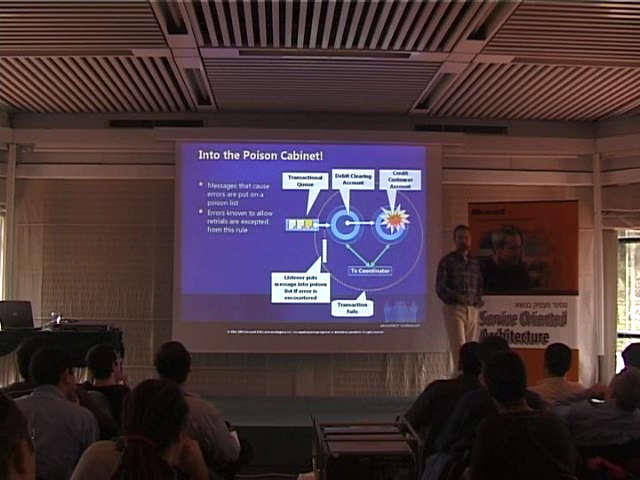 Into the Poison Cabinet!
Messages that cause
errors are put on a
poison list
Errors known to allow
retrials are excepted
from this rule
Transactional
Queue
Debit Clearing
Account
Credit
Customer
Account
Tx Coordinator
Listener puts
message into poison
list if error is
encountered
Transaction
Fails
Microsoft
Service Oriented
Architecture